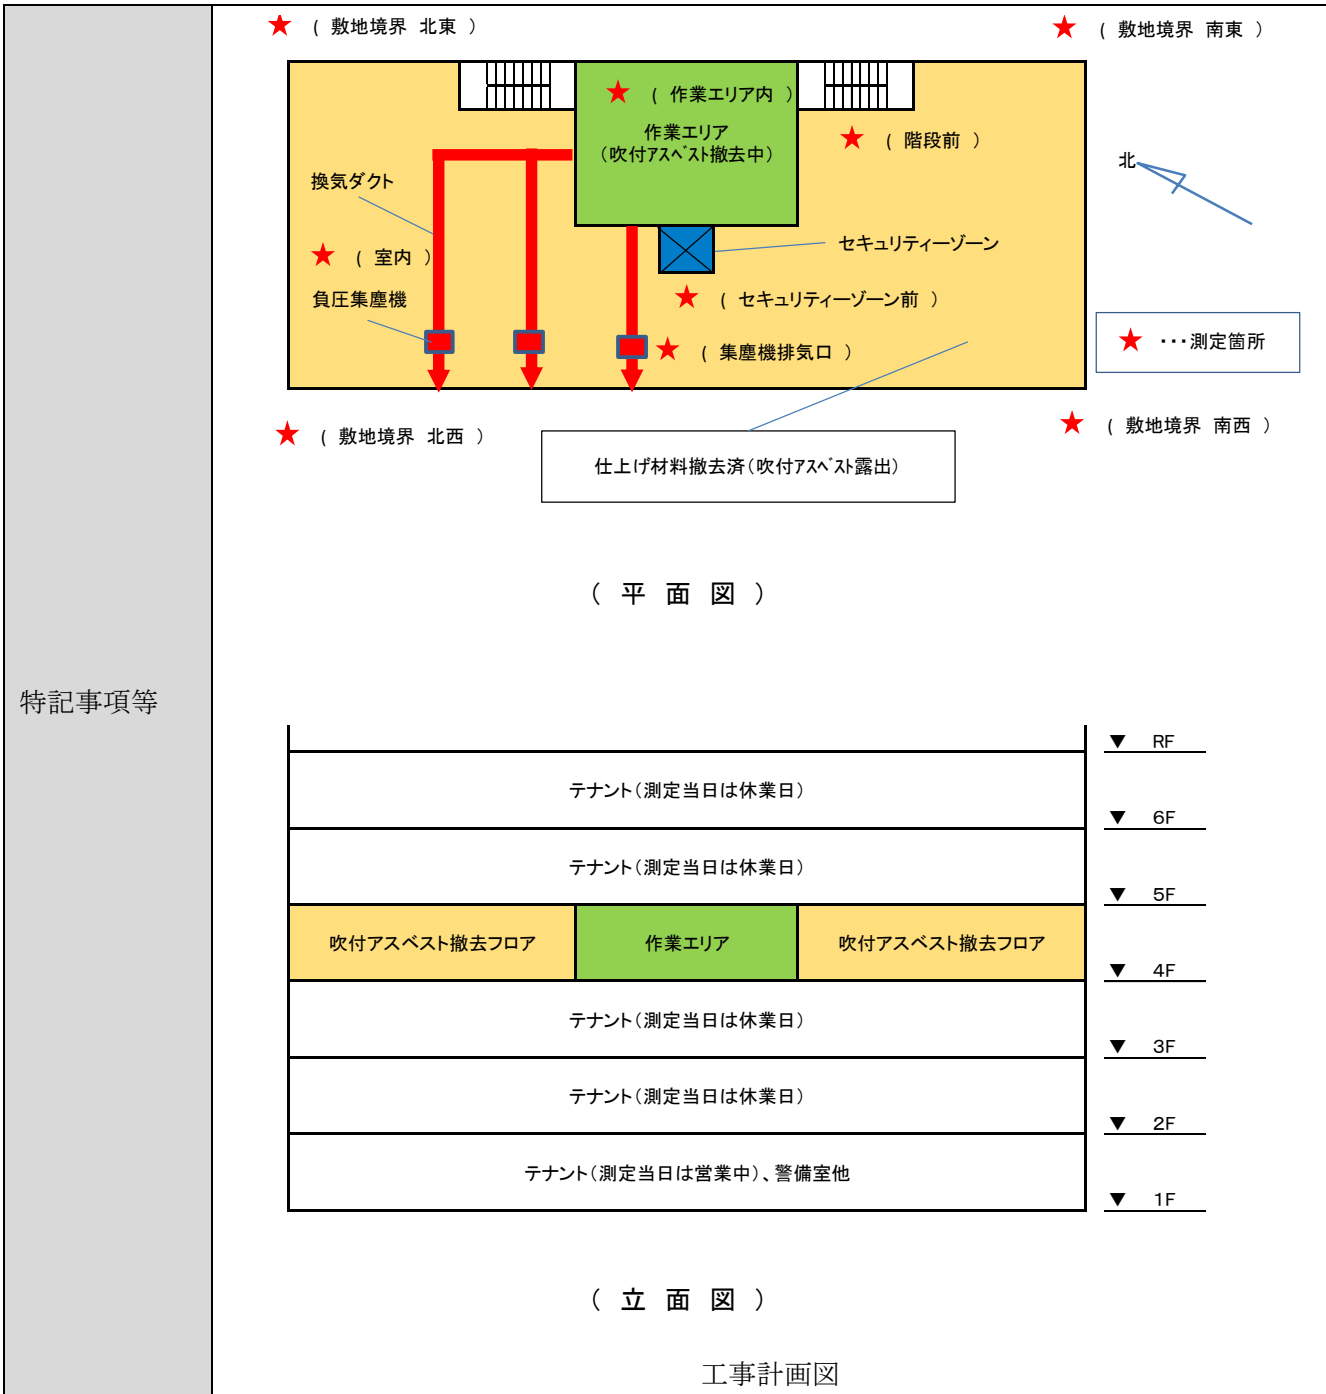 特記事項等
★ ( 敷地境界 北東 )
★ ( 敷地境界 南東 )
★ ( 作業エリア内 )
作業エリア
(吹付アスベスト撤去中)
★ ( 階段前 )
北
換気ダクト
★ ( 室内 )
セキュリティーゾーン
負圧集塵機
★ ( セキュリティーゾーン前 )
★ ( 集塵機排気口 )
★ ・・・測定箇所
★ ( 敷地境界 北西 )
★ ( 敷地境界 南西 )
仕上げ材料撤去済(吹付アスベスト露出)
( 平 面 図 )
▼ RF
テナント(測定当日は休業日)
▼ 6F
テナント(測定当日は休業日)
▼ 5F
吹付アスベスト撤去フロア 作業エリア 吹付アスベスト撤去フロア
▼ 4F
テナント(測定当日は休業日)
▼ 3F
テナント(測定当日は休業日)
▼ 2F
テナント(測定当日は営業中)、警備室他
▼ 1F
( 立 面 図 )
工事計画図